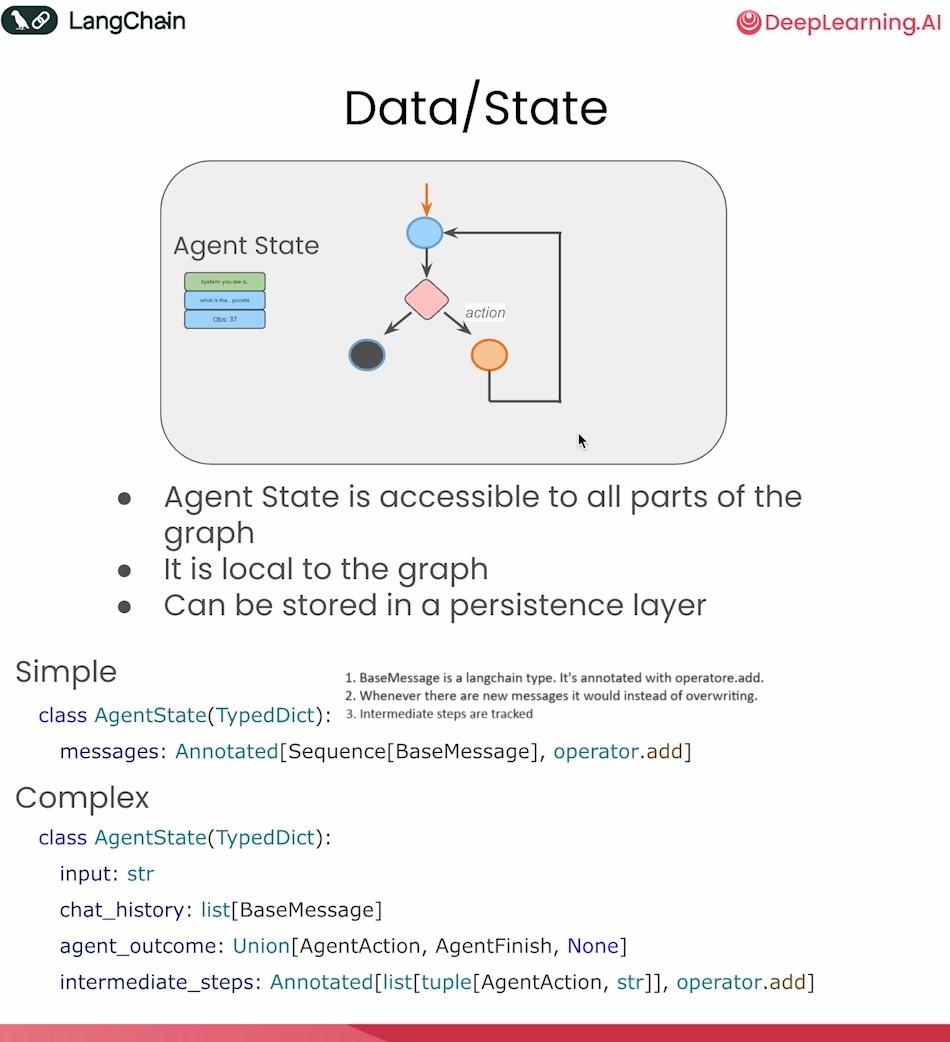 LangChain
DeepLearning.AI
Data/State
Agent State
System: you are a..
what is the .. poodle
Obs: 37
action
● Agent State is accessible to all parts of the
graph
● It is local to the graph
● Can be stored in a persistence layer
Simple
1. BaseMessage is a langchain type. It's annotated with operatore.add.
2. Whenever there are new messages it would instead of overwriting.
3. Intermediate steps are tracked
class AgentState(TypedDict):
messages: Annotated[Sequence[BaseMessage], operator.add]
Complex
class AgentState(TypedDict):
input: str
chat_history: list[BaseMessage]
agent_outcome: Union[AgentAction, AgentFinish, None]
intermediate_steps: Annotated[list[tuple[AgentAction, str]], operator.add]